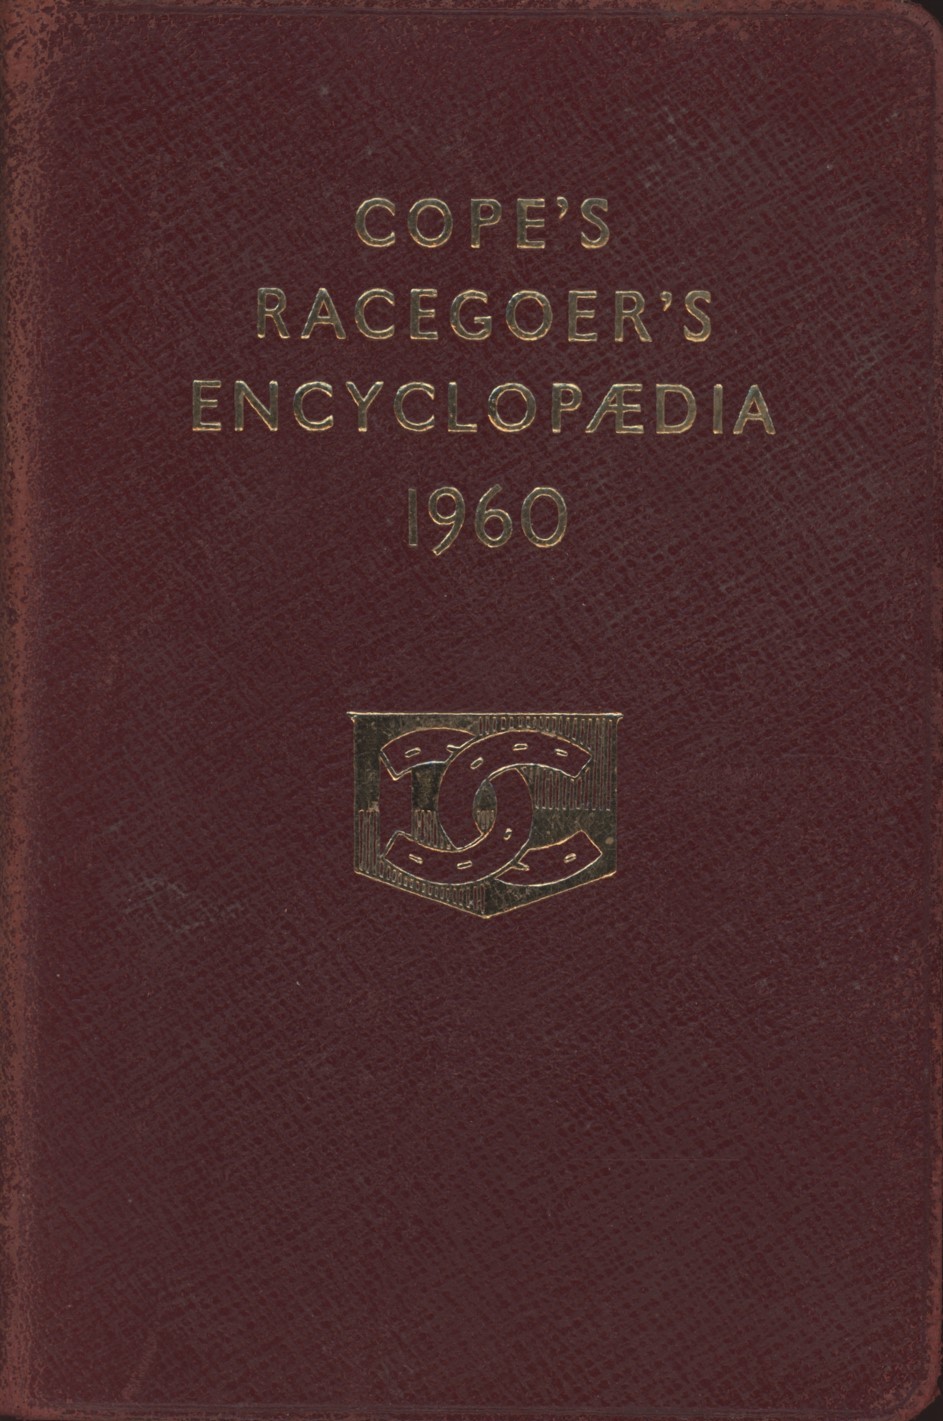 COPE’S
RACEGOER’S
ENCYCLOPÆDIA
1960